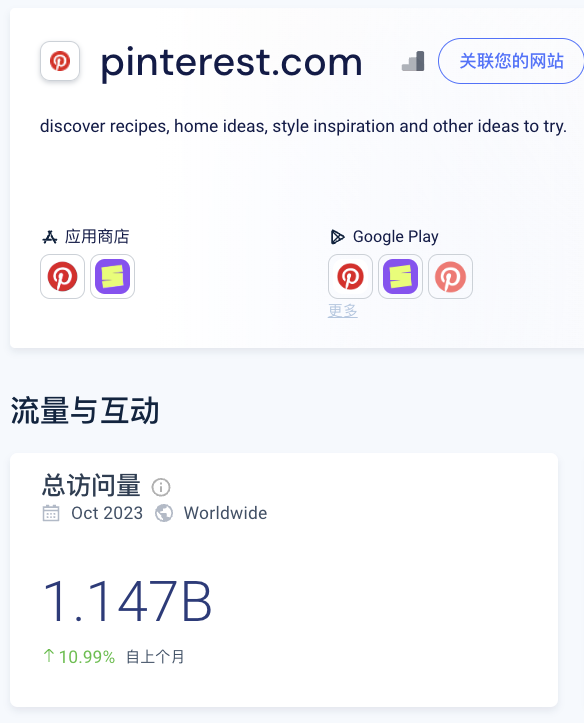 pinterest.com
关联您的网站
discover recipes, home ideas, style inspiration and other ideas to try.
应用商店
Google Play
更多
流量与互动
总访问量
Oct 2023 Worldwide
1.147B
↑ 10.99% 自上个月